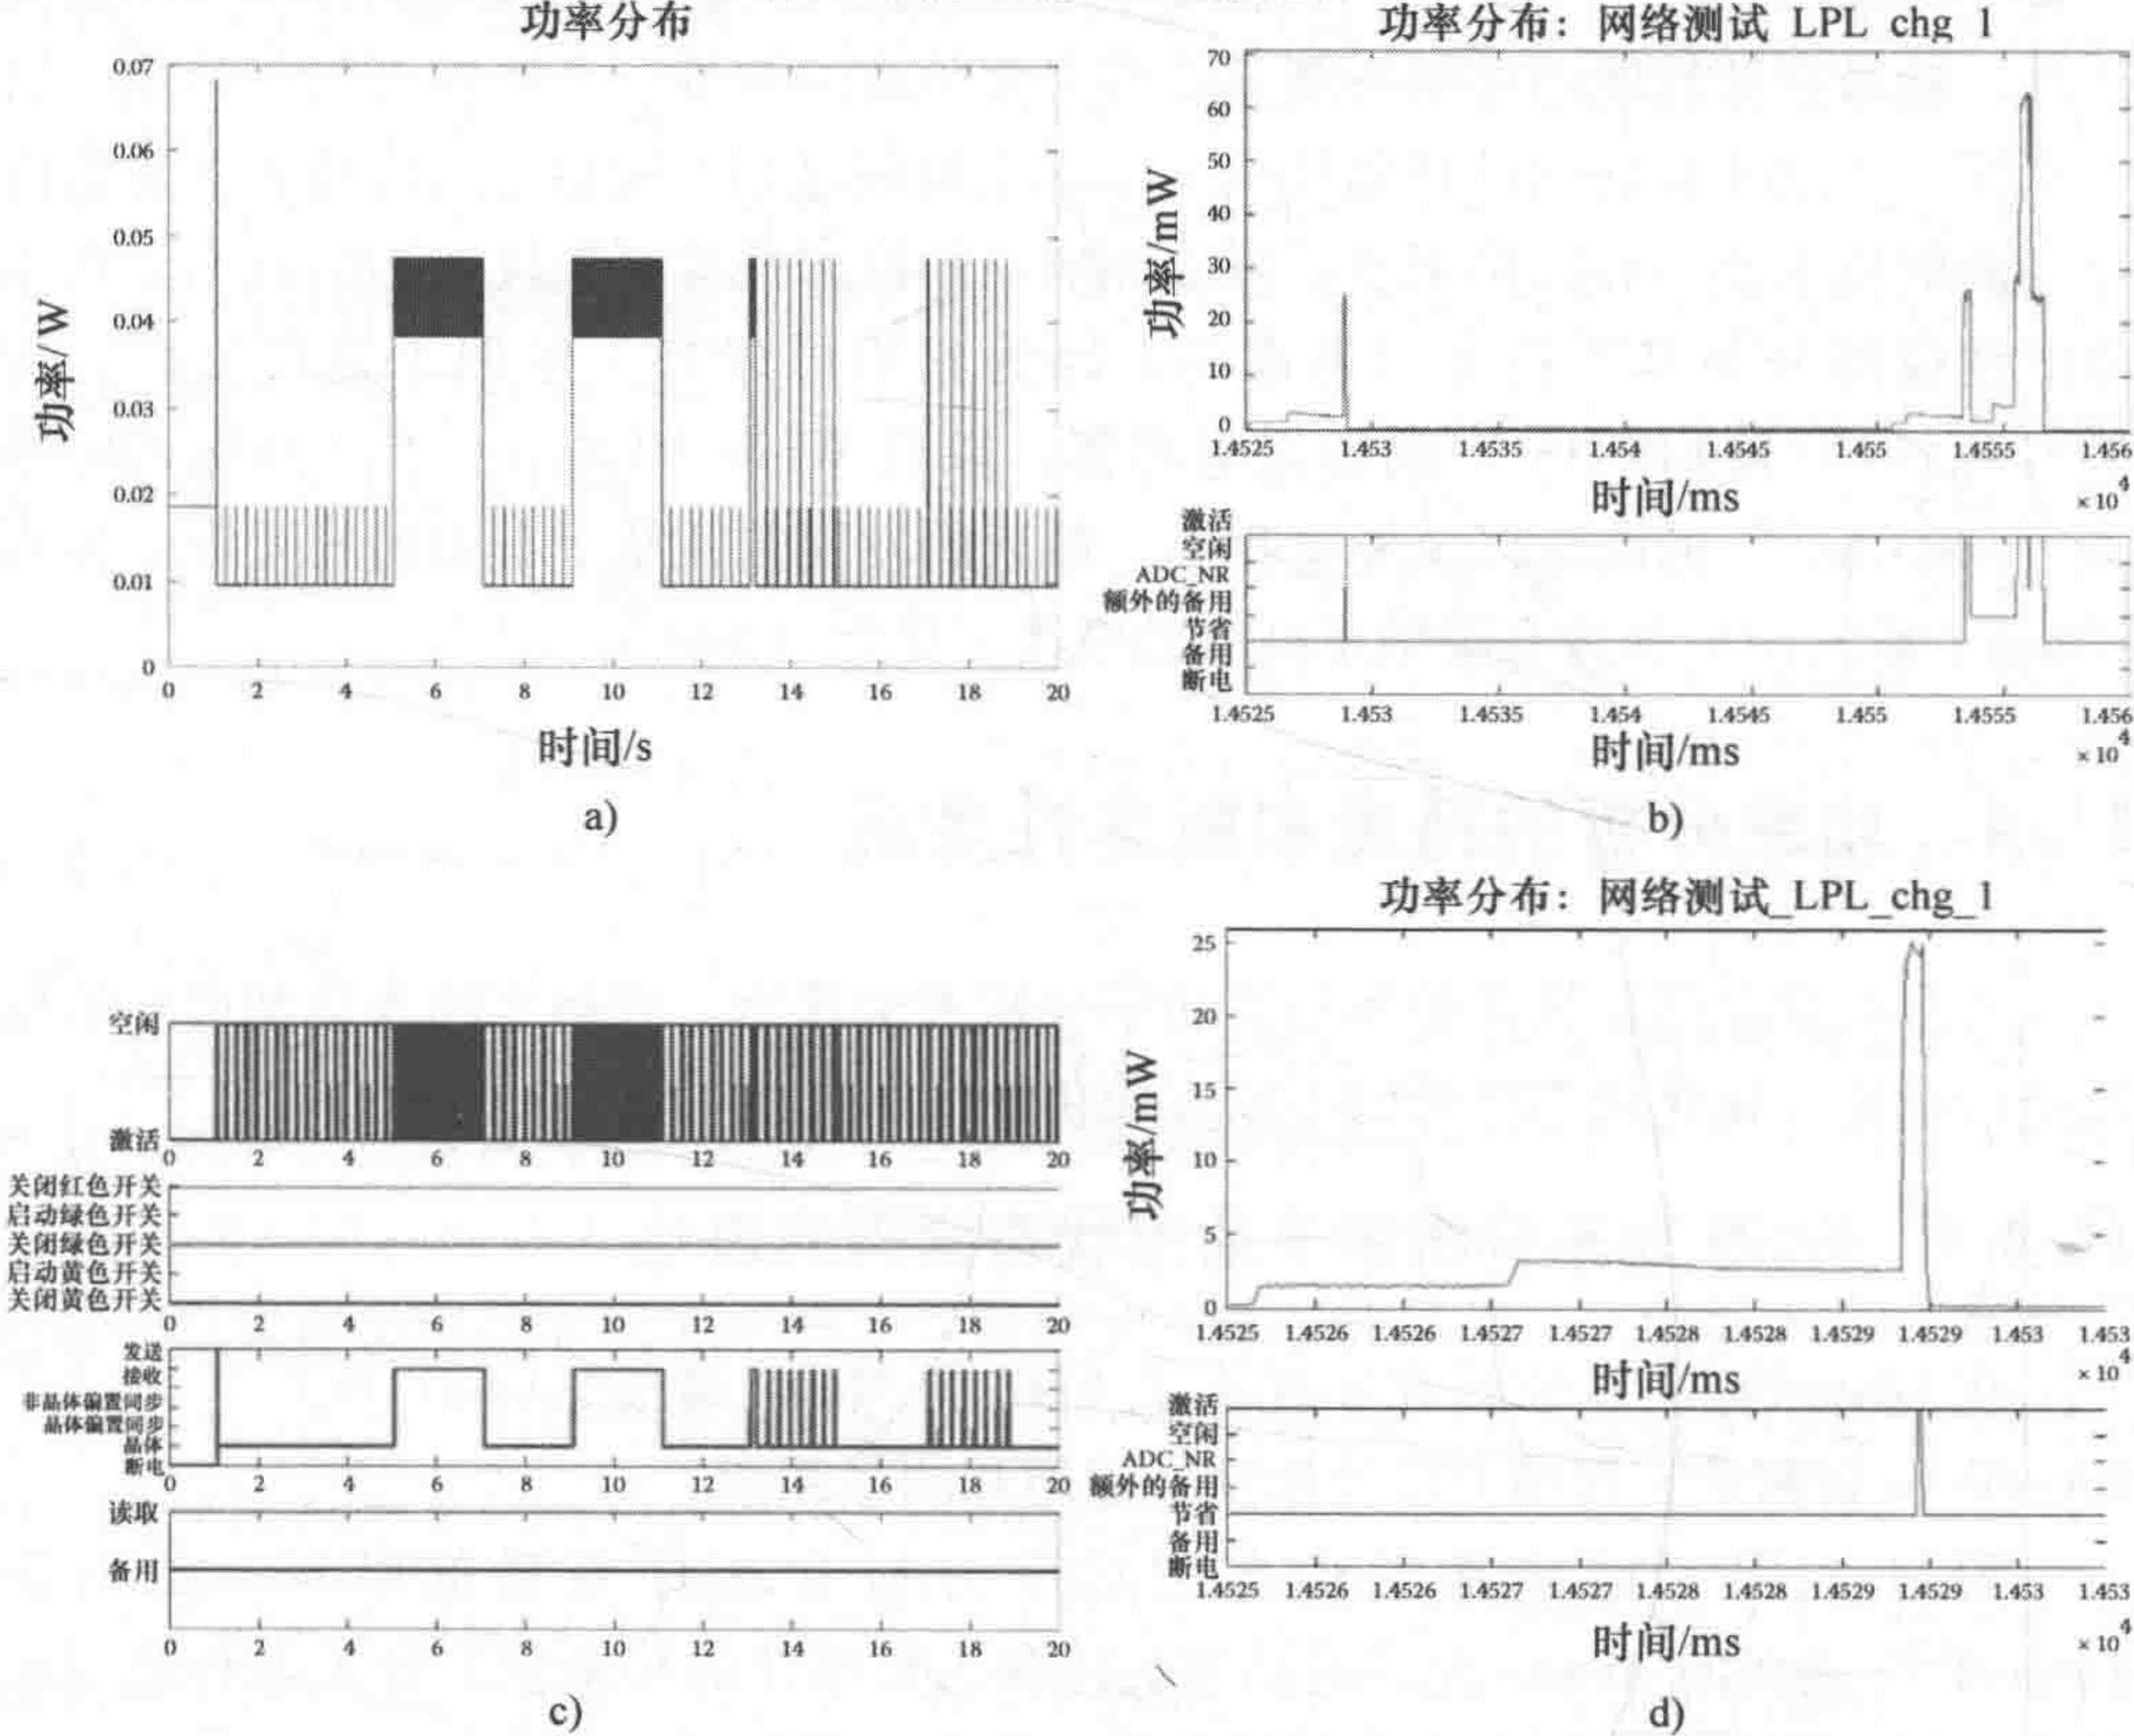 功率分布
0.07
0.06
0.05
0.04
0.03
0.02
0.01
0
功率/W
0 2 4 6 8 10 12 14 16 18 20
时间/s
a)
功率分布：网络测试 LPL chg 1
70
60
50
40
30
20
10
0
功率/mW
1.4525 1.453 1.4535 1.454 1.4545 1.455 1.4555 1.456
时间/ms
×10⁴
激活
空闲
ADC_NR
额外的备用
节省
备用
断电
1.4525 1.453 1.4535 1.454 1.4545 1.455 1.4555 1.456
时间/ms
×10⁴
b)
空闲
激活
0 2 4 6 8 10 12 14 16 18 20
关闭红色开关
启动绿色开关
关闭绿色开关
启动黄色开关
关闭黄色开关
0 2 4 6 8 10 12 14 16 18 20
发送
接收
非晶体偏置同步
晶体偏置同步
晶体
断电
0 2 4 6 8 10 12 14 16 18 20
读取
备用
0 2 4 6 8 10 12 14 16 18 20
c)
功率分布：网络测试_LPL_chg_1
25
20
15
10
5
0
功率/mW
1.4525 1.4526 1.4526 1.4527 1.4527 1.4528 1.4528 1.4529 1.4529 1.453 1.453
时间/ms
×10⁴
激活
空闲
ADC_NR
额外的备用
节省
备用
断电
1.4525 1.4526 1.4526 1.4527 1.4527 1.4528 1.4528 1.4529 1.4529 1.453 1.453
时间/ms
×10⁴
d)